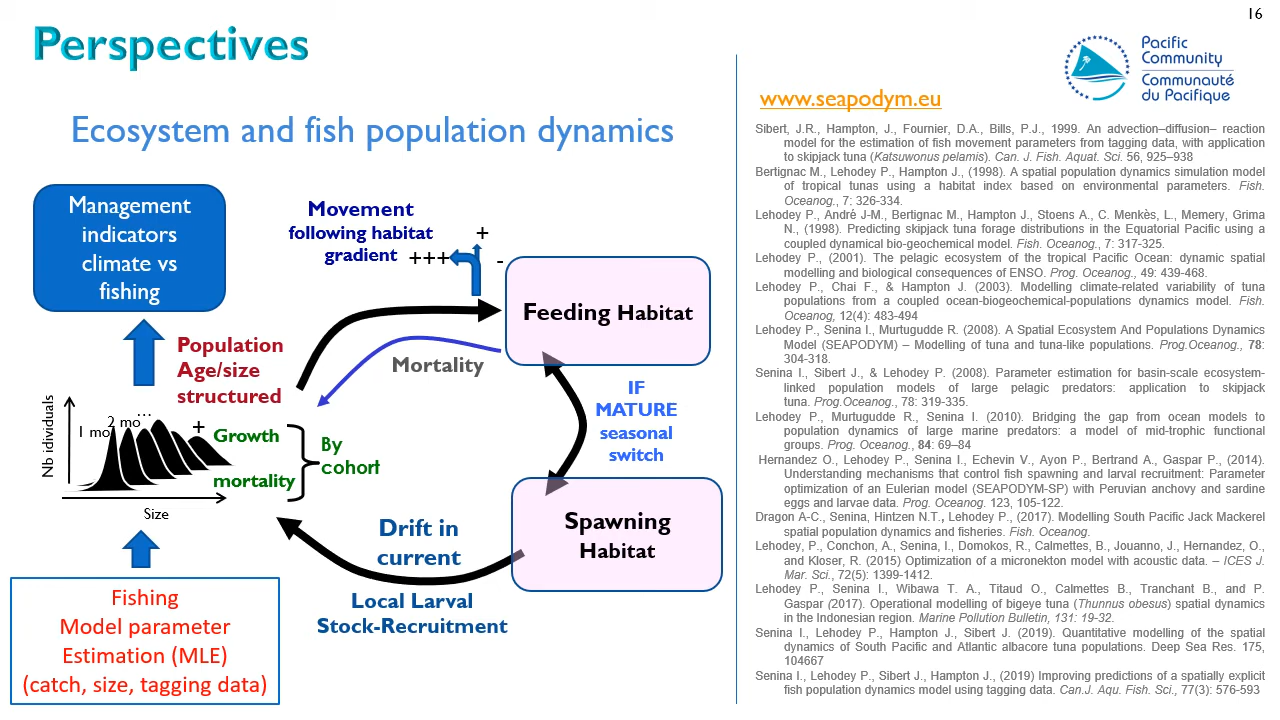 16
Perspectives
Pacific
Community
Communauté
du Pacifique
Ecosystem and fish population dynamics
Management
indicators
climate vs
fishing
Movement
following habitat
gradient
+
+++
-
Feeding Habitat
Population
Age/size
structured
Mortality
IF
MATURE
seasonal
switch
Nb idividuals
1 mo
2 mo
...
+
Growth
mortality
By
cohort
Size
Spawning
Habitat
Drift in
current
Local Larval
Stock-Recruitment
Fishing
Model parameter
Estimation (MLE)
(catch, size, tagging data)
www.seapodym.eu
Sibert, J.R., Hampton, J., Fournier, D.A., Bills, P.J., 1999. An advection–diffusion– reaction
model for the estimation of fish movement parameters from tagging data, with application
to skipjack tuna (Katsuwonus pelamis). Can. J. Fish. Aquat. Sci. 56, 925–938
Bertignac M., Lehodey P., Hampton J., (1998). A spatial population dynamics simulation model
of tropical tunas using a habitat index based on environmental parameters. Fish.
Oceanog., 7: 326-334.
Lehodey P., André J-M., Bertignac M., Hampton J., Stoens A., C. Menkès, L., Memery, Grima
N., (1998). Predicting skipjack tuna forage distributions in the Equatorial Pacific using a
coupled dynamical bio-geochemical model. Fish. Oceanog., 7: 317-325.
Lehodey P., (2001). The pelagic ecosystem of the tropical Pacific Ocean: dynamic spatial
modelling and biological consequences of ENSO. Prog. Oceanog., 49: 439-468.
Lehodey P., Chai F., & Hampton J. (2003). Modelling climate-related variability of tuna
populations from a coupled ocean-biogeochemical-populations dynamics model. Fish.
Oceanog, 12(4): 483-494
Lehodey P., Senina I., Murtugudde R. (2008). A Spatial Ecosystem And Populations Dynamics
Model (SEAPODYM) – Modelling of tuna and tuna-like populations. Prog.Oceanog., 78:
304-318.
Senina I., Sibert J., & Lehodey P. (2008). Parameter estimation for basin-scale ecosystem-
linked population models of large pelagic predators: application to skipjack
tuna. Prog.Oceanog., 78: 319-335.
Lehodey P., Murtugudde R., Senina I. (2010). Bridging the gap from ocean models to
population dynamics of large marine predators: a model of mid-trophic functional
groups. Prog. Oceanog., 84: 69–84
Hernandez O., Lehodey P., Senina I., Echevin V., Ayon P., Bertrand A., Gaspar P., (2014).
Understanding mechanisms that control fish spawning and larval recruitment: Parameter
optimization of an Eulerian model (SEAPODYM-SP) with Peruvian anchovy and sardine
eggs and larvae data. Prog. Oceanog. 123, 105-122.
Dragon A-C., Senina, Hintzen N.T., Lehodey P., (2017). Modelling South Pacific Jack Mackerel
spatial population dynamics and fisheries. Fish. Oceanog.
Lehodey, P., Conchon, A., Senina, I., Domokos, R., Calmettes, B., Jouanno, J., Hernandez, O.,
and Kloser, R. (2015) Optimization of a micronekton model with acoustic data. – ICES J.
Mar. Sci., 72(5): 1399-1412.
Lehodey P., Senina I., Wibawa T. A., Titaud O., Calmettes B., Tranchant B., and P.
Gaspar (2017). Operational modelling of bigeye tuna (Thunnus obesus) spatial dynamics
in the Indonesian region. Marine Pollution Bulletin, 131: 19-32.
Senina I., Lehodey P., Hampton J., Sibert J. (2019). Quantitative modelling of the spatial
dynamics of South Pacific and Atlantic albacore tuna populations. Deep Sea Res. 175,
104667
Senina I., Lehodey P., Sibert J., Hampton J., (2019) Improving predictions of a spatially explicit
fish population dynamics model using tagging data. Can.J. Aqu. Fish. Sci., 77(3): 576-593